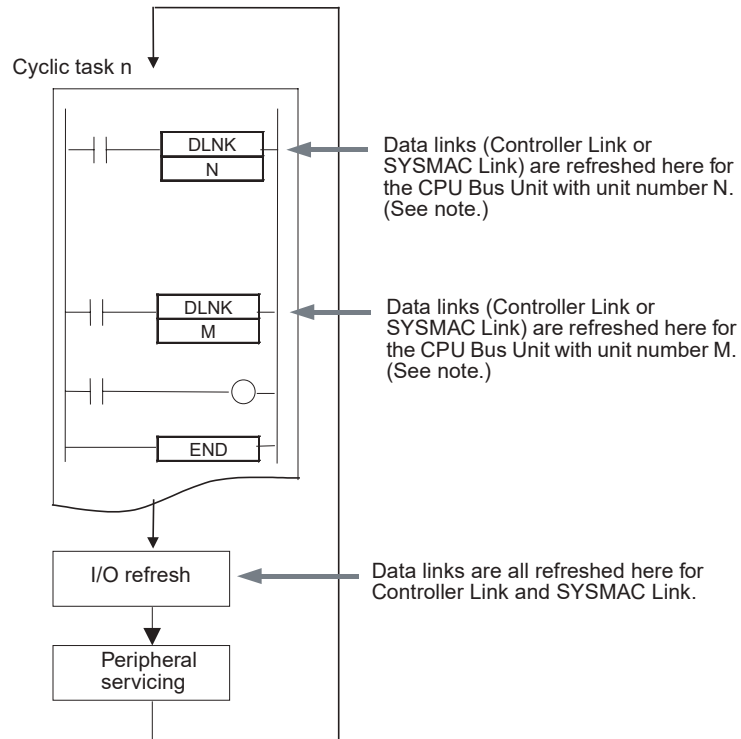 Cyclic task n
DLNK
N
Data links (Controller Link or
SYSMAC Link) are refreshed here for
the CPU Bus Unit with unit number N.
(See note.)
DLNK
M
Data links (Controller Link or
SYSMAC Link) are refreshed here for
the CPU Bus Unit with unit number M.
(See note.)
END
I/O refresh
Data links are all refreshed here for
Controller Link and SYSMAC Link.
Peripheral
servicing